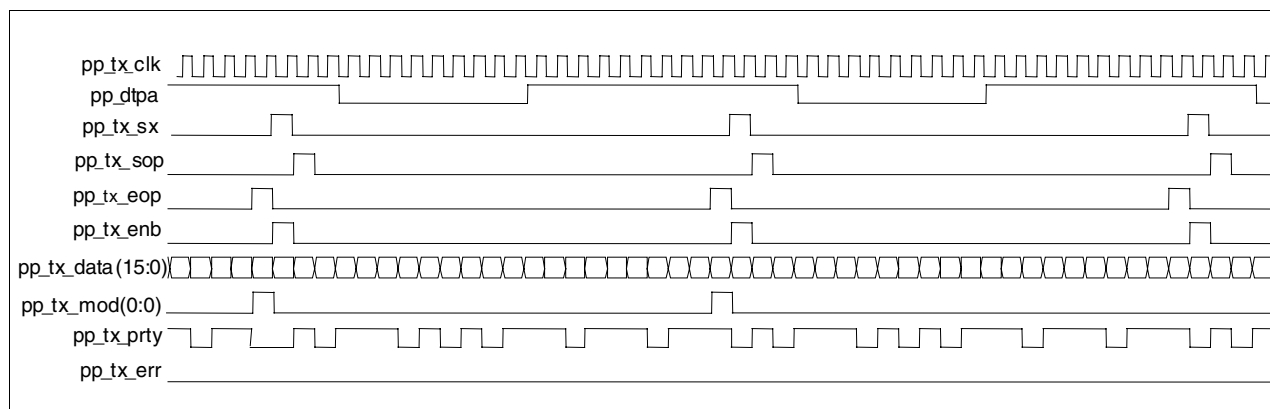 pp_tx_clk
pp_dtpa
pp_tx_sx
pp_tx_sop
pp_tx_eop
pp_tx_enb
pp_tx_data(15:0)
pp_tx_mod(0:0)
pp_tx_prty
pp_tx_err